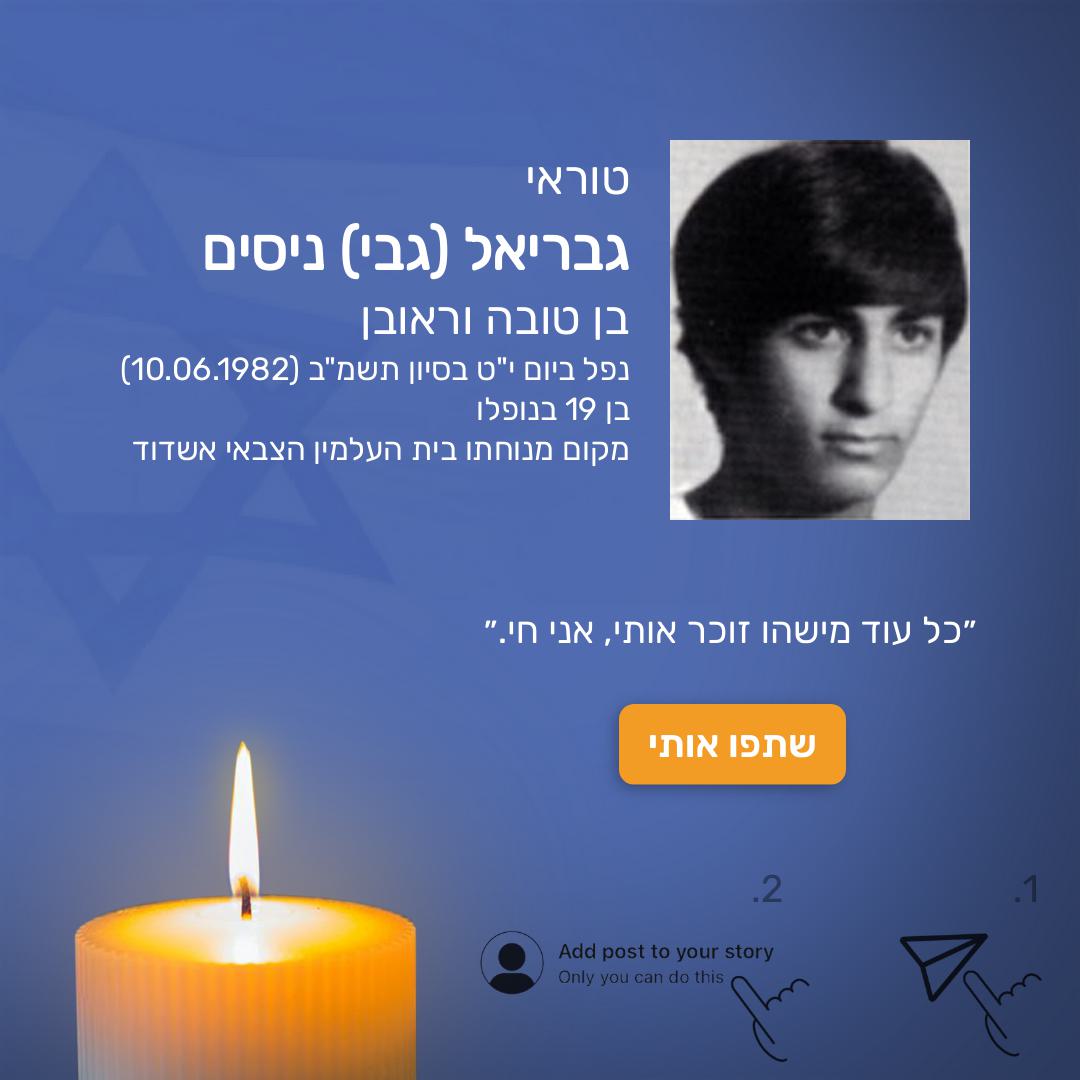 טוראי
גבריאל (גבי) ניסים
בן טובה וראובן
נפל ביום י"ט בסיון תשמ"ב (10.06.1982)
בן 19 בנופלו
מקום מנוחתו בית העלמין הצבאי אשדוד
״כל עוד מישהו זוכר אותי, אני חי.״
שתפו אותי
1.
2.
Add post to your story
Only you can do this